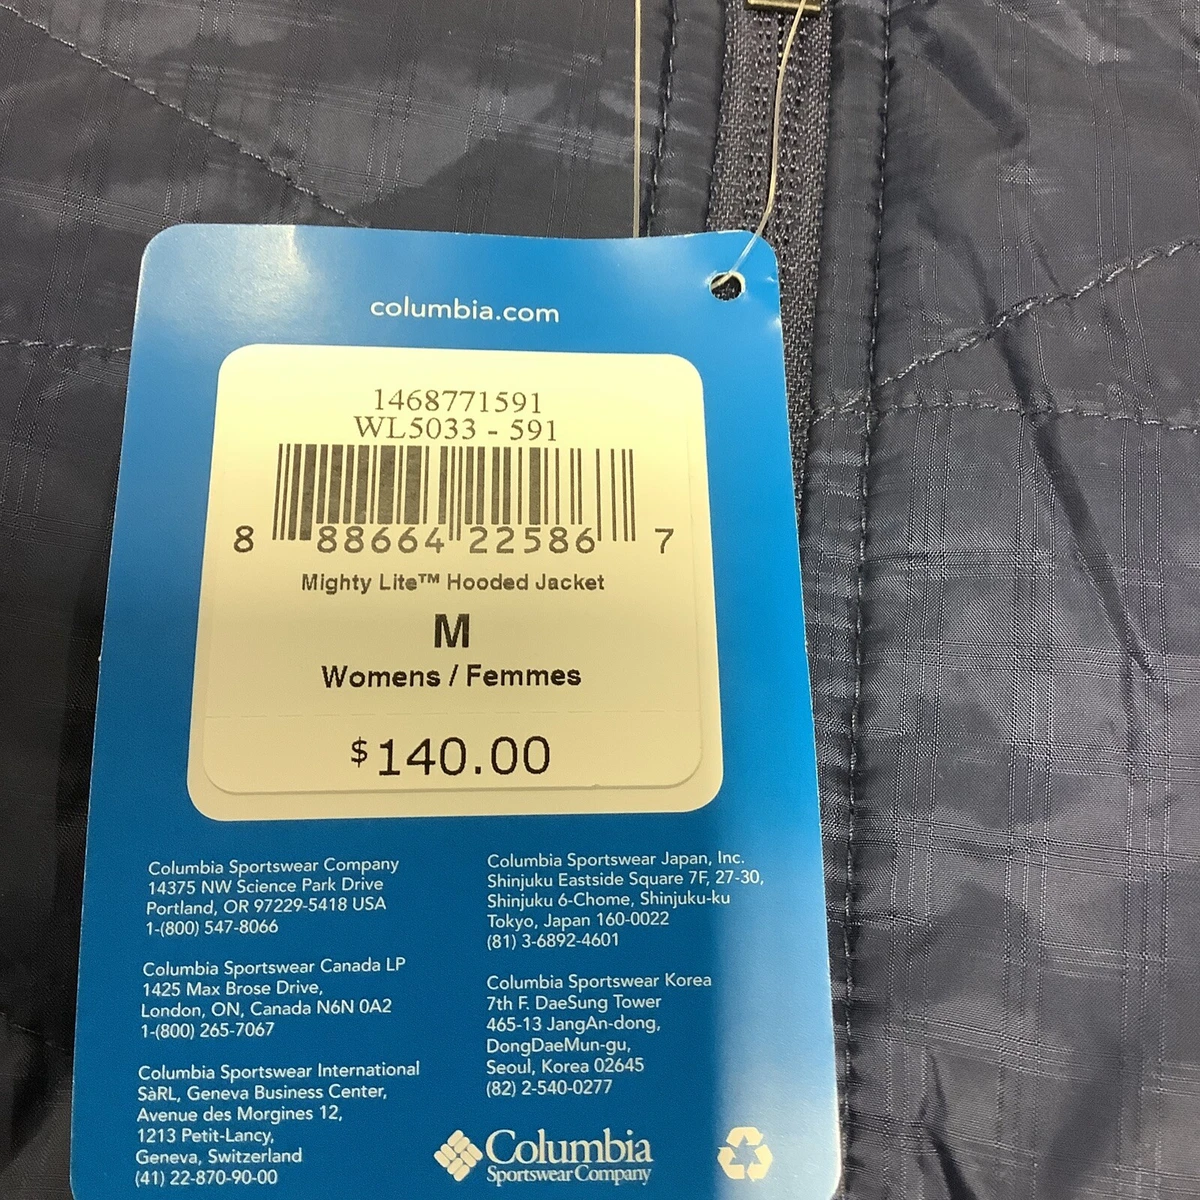 columbia.com
1468771591
WL5033 - 591
8 88664 22586 7
Mighty Lite™ Hooded Jacket
M
Womens / Femmes
$140.00
Columbia Sportswear Company
14375 NW Science Park Drive
Portland, OR 97229-5418 USA
1-(800) 547-8066
Columbia Sportswear Canada LP
1425 Max Brose Drive,
London, ON, Canada N6N 0A2
1-(800) 265-7067
Columbia Sportswear International
SàRL, Geneva Business Center,
Avenue des Morgines 12,
1213 Petit-Lancy,
Geneva, Switzerland
(41) 22-870-90-00
Columbia Sportswear Japan, Inc.
Shinjuku Eastside Square 7F, 27-30,
Shinjuku 6-Chome, Shinjuku-ku
Tokyo, Japan 160-0022
(81) 3-6892-4601
Columbia Sportswear Korea
7th F. DaeSung Tower
465-13 JangAn-dong,
DongDaeMun-gu,
Seoul, Korea 02645
(82) 2-540-0277
Columbia
Sportswear Company